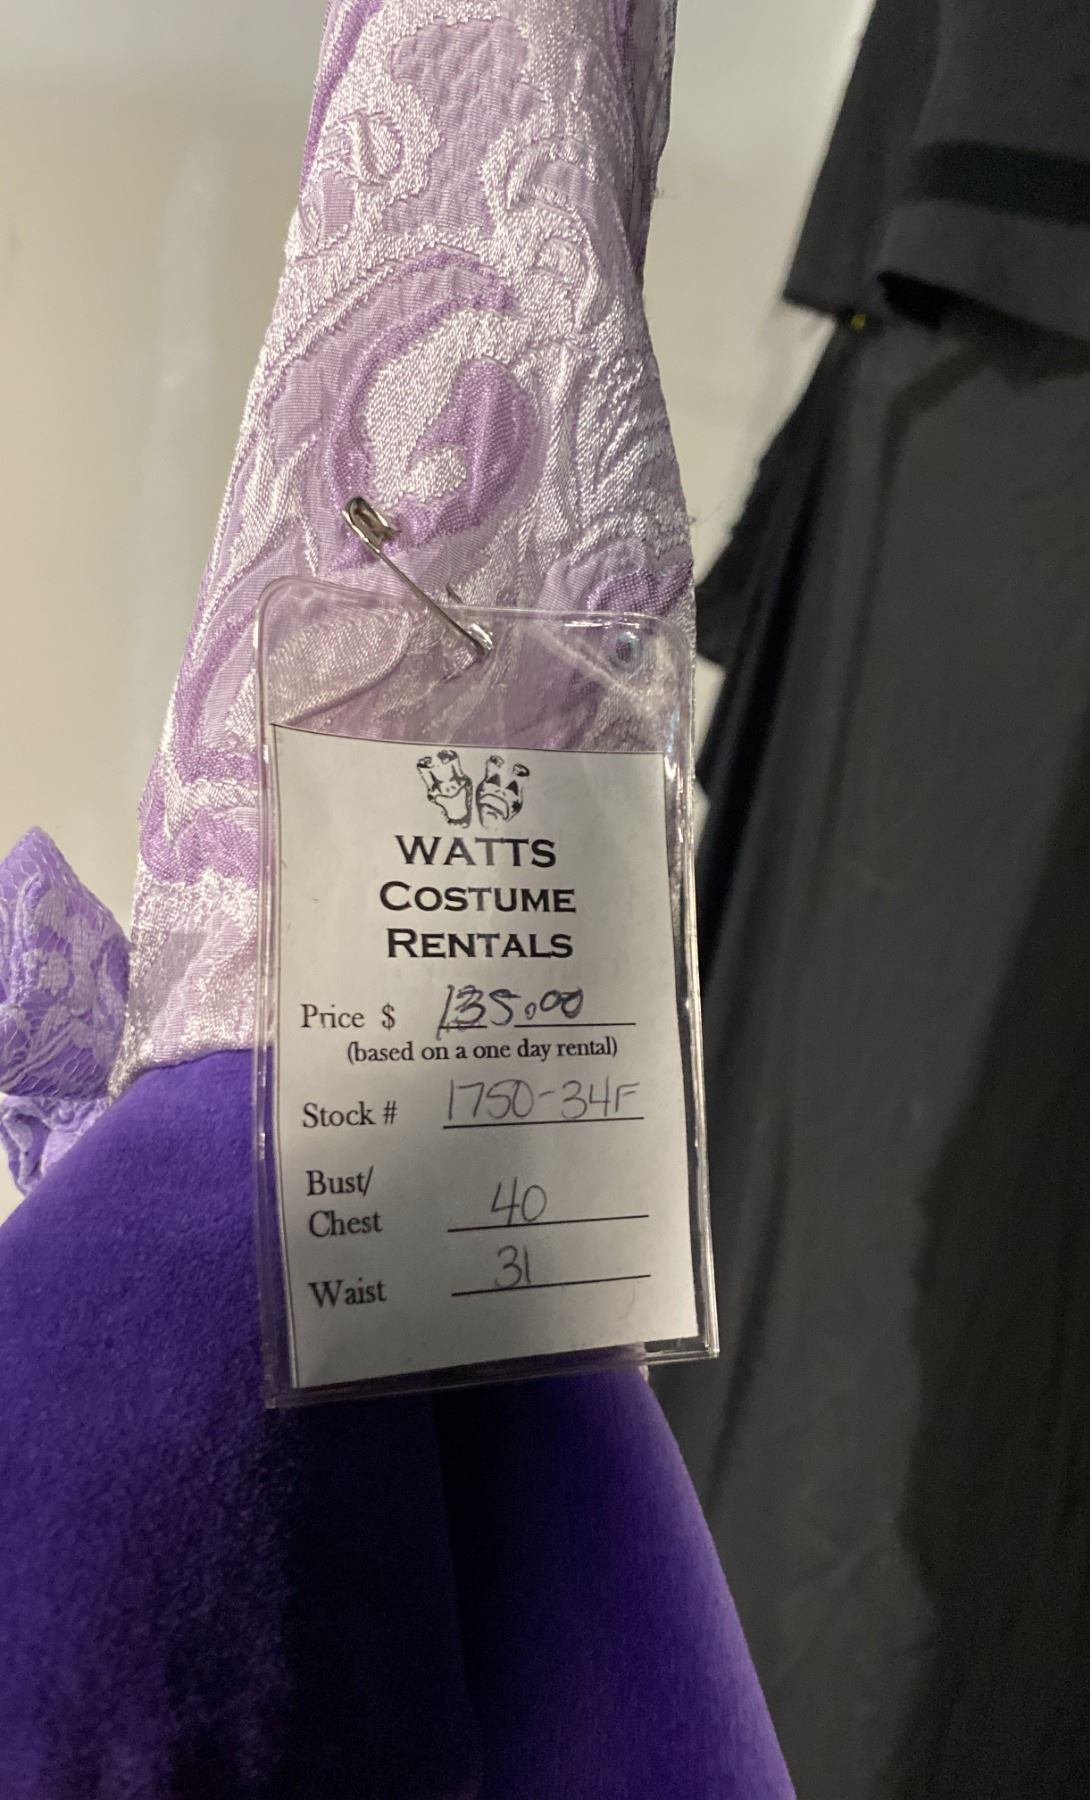 WATTS
COSTUME
RENTALS
Price $ 135.00
(based on a one day rental)
Stock # 1750-34F
Bust/
Chest 40
Waist 31